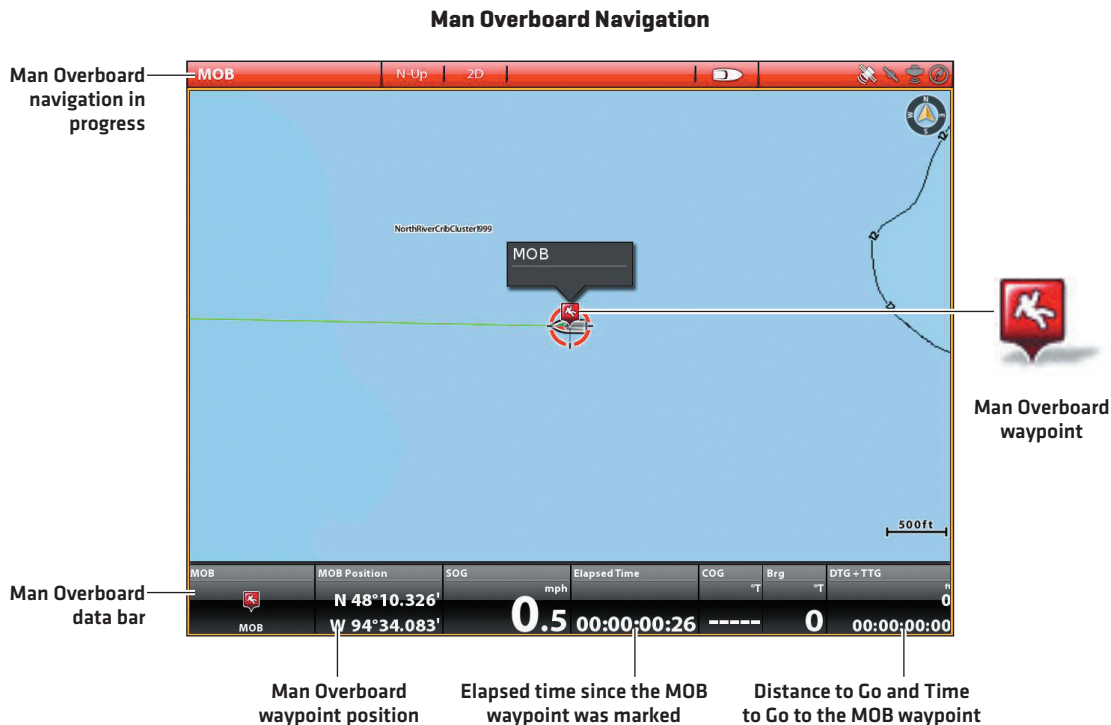 Man Overboard Navigation
Man Overboard
navigation in
progress
MOB
N-Up
2D
N
W
E
S
12
NorthRiverCribCluster1999
12
MOB
12
Man Overboard
waypoint
500ft
MOB
MOB Position
SOG
Elapsed Time
COG
Brg
DTG+TTG
Man Overboard
data bar
MOB
N 48°10.326'
W 94°34.083'
mph
0.5
00:00:00:26
°T
-----
°T
0
ft
0
00:00:00:00
Man Overboard
waypoint position
Elapsed time since the MOB
waypoint was marked
Distance to Go and Time
to Go to the MOB waypoint